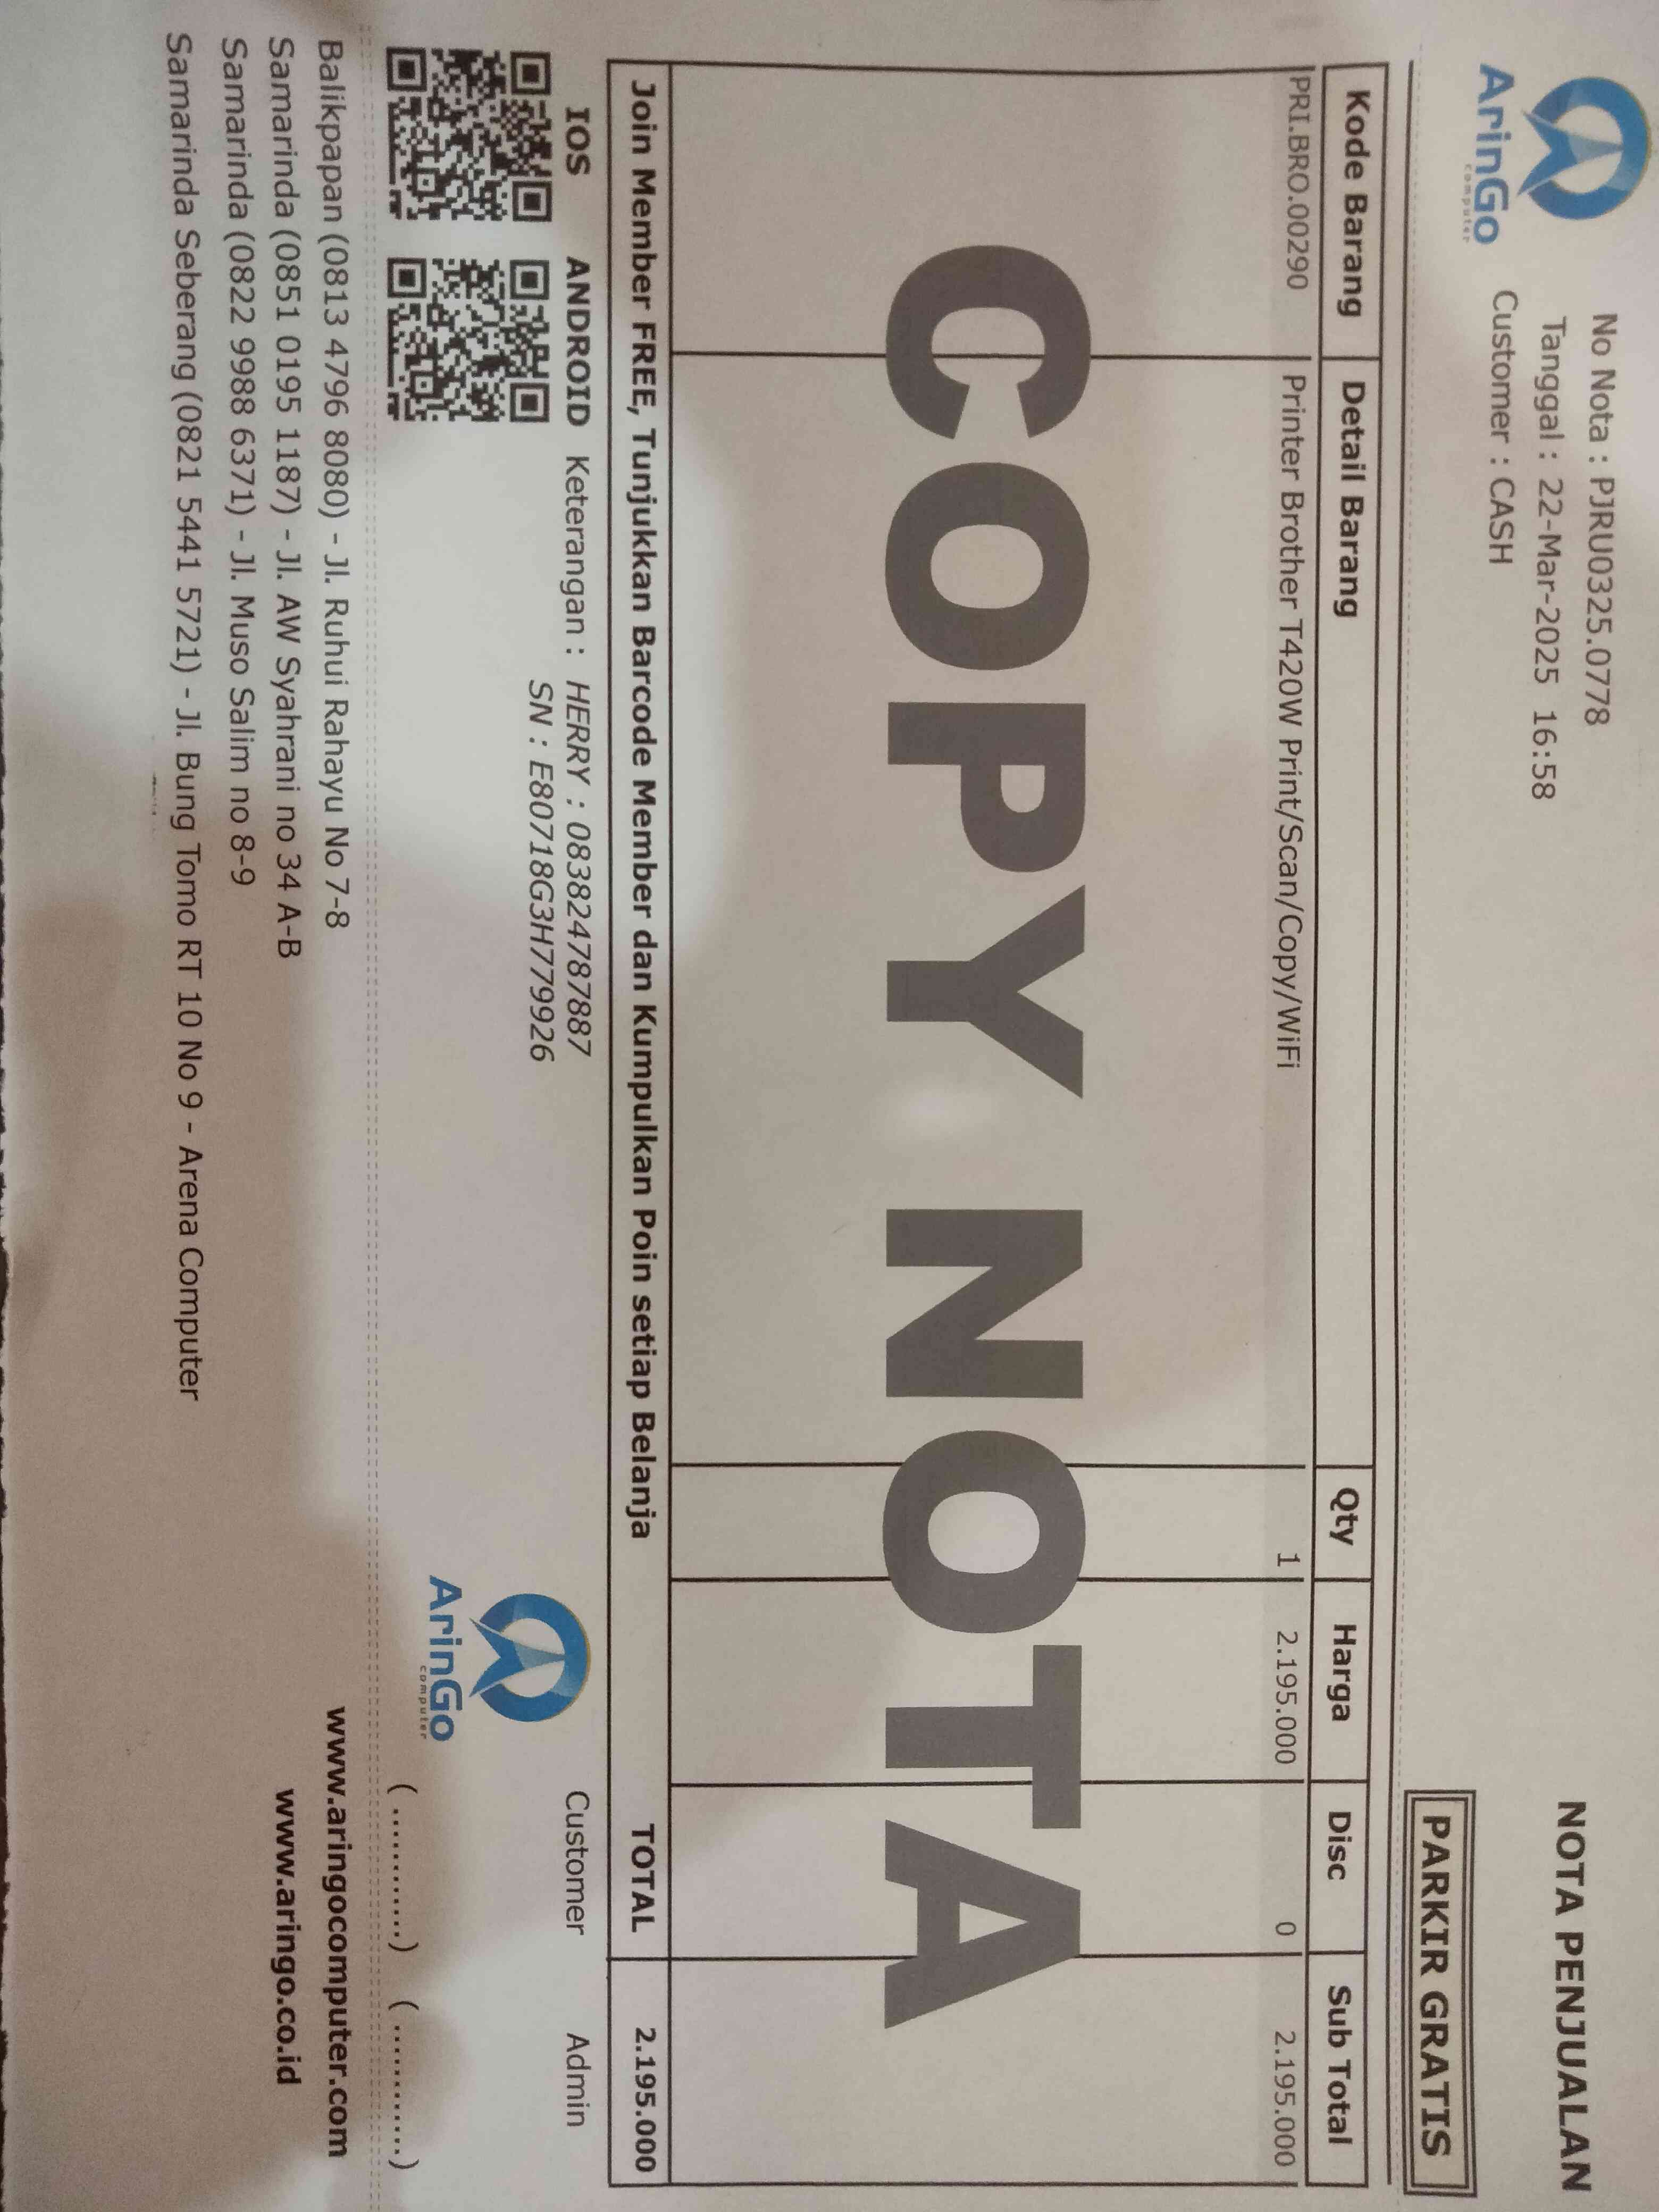 ArinGo
computer
No Nota : PJRU0325.0778
Tanggal : 22-Mar-2025 16:58
Customer : CASH
NOTA PENJUALAN
PARKIR GRATIS
Kode Barang Detail Barang Qty Harga Disc Sub Total
PRI.BRO.00290 Printer Brother T420W Print/Scan/Copy/WiFi 1 2.195.000 0 2.195.000
COPY NOTA
Join Member FREE, Tunjukkan Barcode Member dan Kumpulkan Poin setiap Belanja TOTAL 2.195.000
IOS ANDROID Keterangan : HERRY : 083824787887
SN : E80718G3H779926
Customer Admin
ArinGo
computer
(..........) (..........)
Balikpapan (0813 4796 8080) - Jl. Ruhui Rahayu No 7-8
Samarinda (0851 0195 1187) - Jl. AW Syahrani no 34 A-B
Samarinda (0822 9988 6371) - Jl. Muso Salim no 8-9
Samarinda Seberang (0821 5441 5721) - Jl. Bung Tomo RT 10 No 9 - Arena Computer
www.aringocomputer.com
www.aringo.co.id